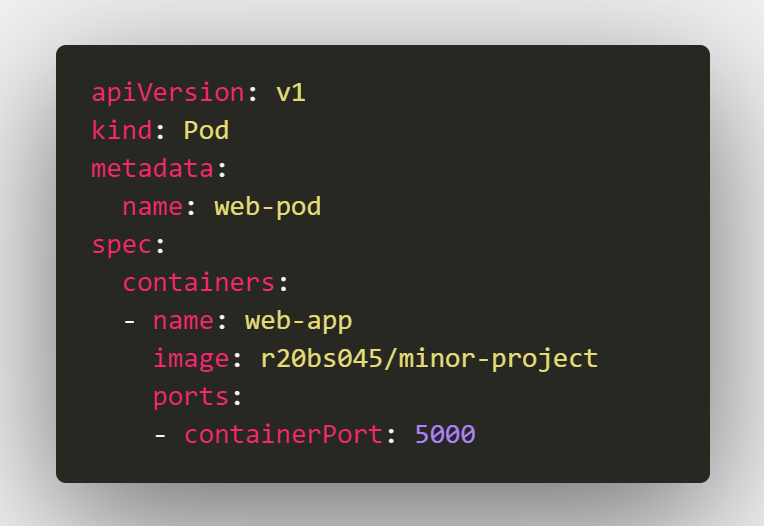 apiVersion: v1
kind: Pod
metadata:
  name: web-pod
spec:
  containers:
  - name: web-app
    image: r20bs045/minor-project
    ports:
    - containerPort: 5000